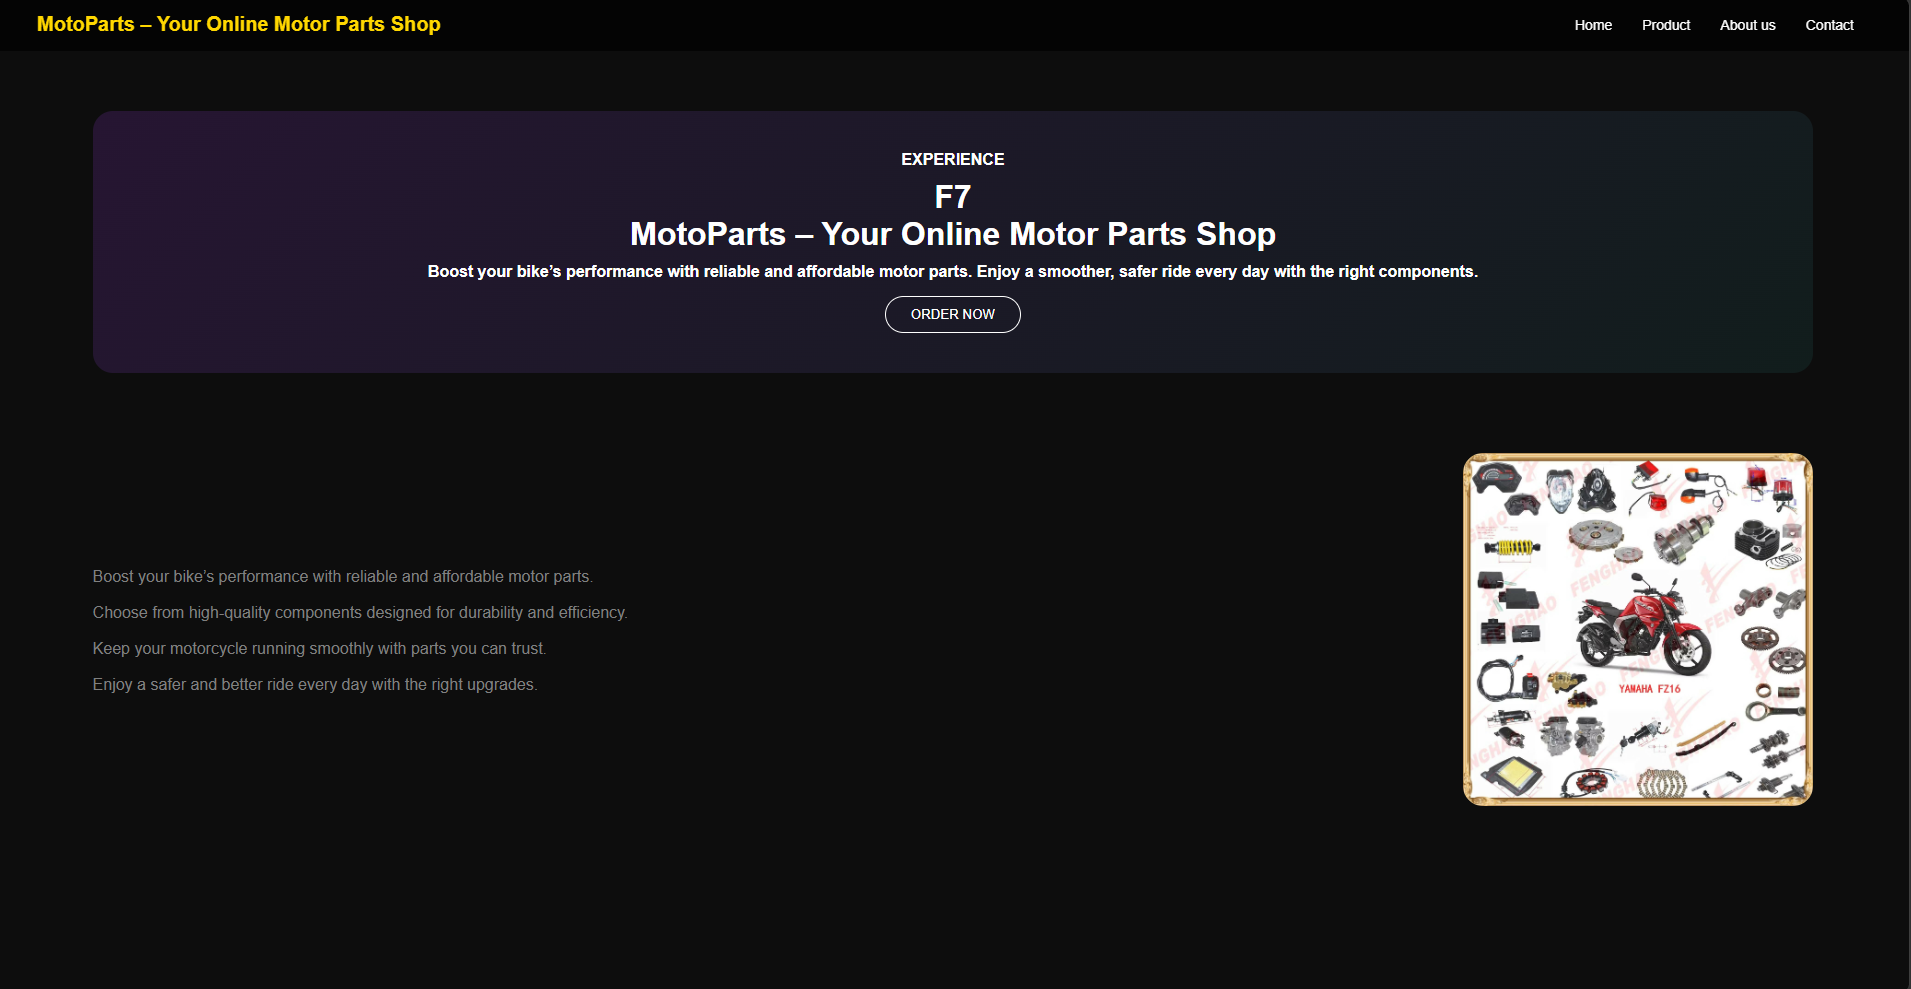 MotoParts – Your Online Motor Parts Shop
Home Product About us Contact
EXPERIENCE
F7
MotoParts – Your Online Motor Parts Shop
Boost your bike’s performance with reliable and affordable motor parts. Enjoy a smoother, safer ride every day with the right components.
ORDER NOW
Boost your bike’s performance with reliable and affordable motor parts.
Choose from high-quality components designed for durability and efficiency.
Keep your motorcycle running smoothly with parts you can trust.
Enjoy a safer and better ride every day with the right upgrades.
FENGHAO
YAMAHA FZ16